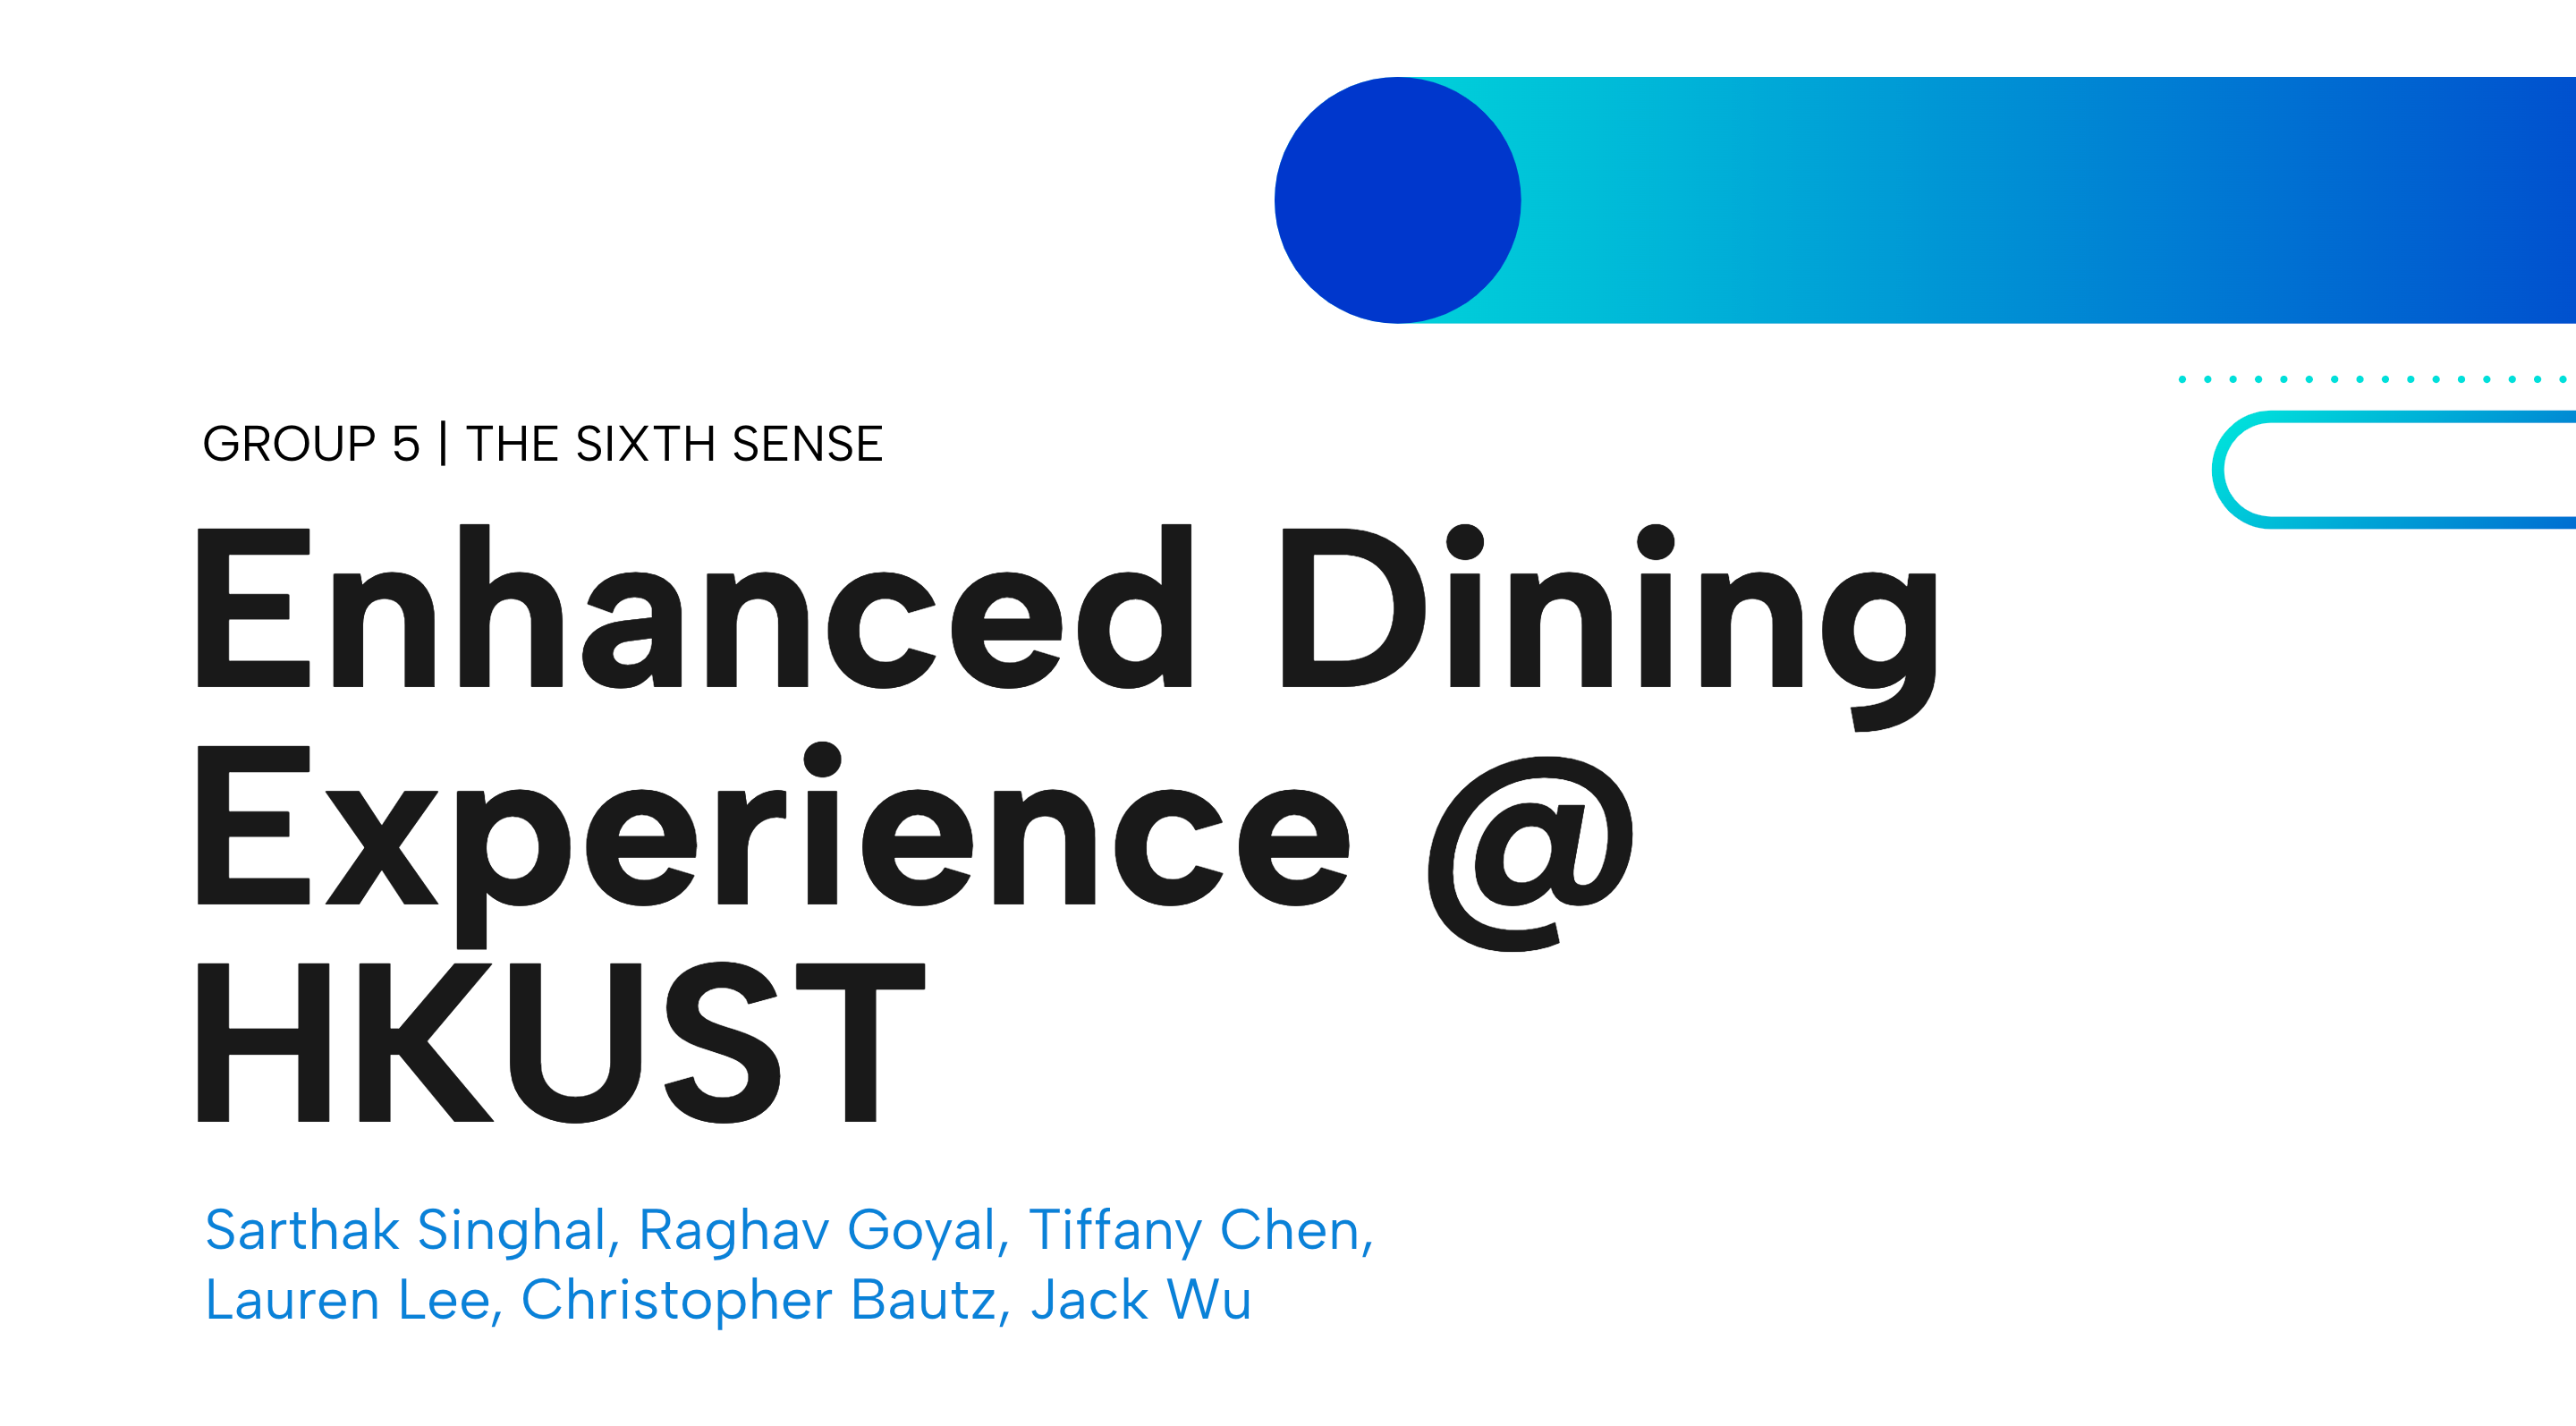 GROUP 5 | THE SIXTH SENSE
Enhanced Dining
Experience @
HKUST
Sarthak Singhal, Raghav Goyal, Tiffany Chen,
Lauren Lee, Christopher Bautz, Jack Wu